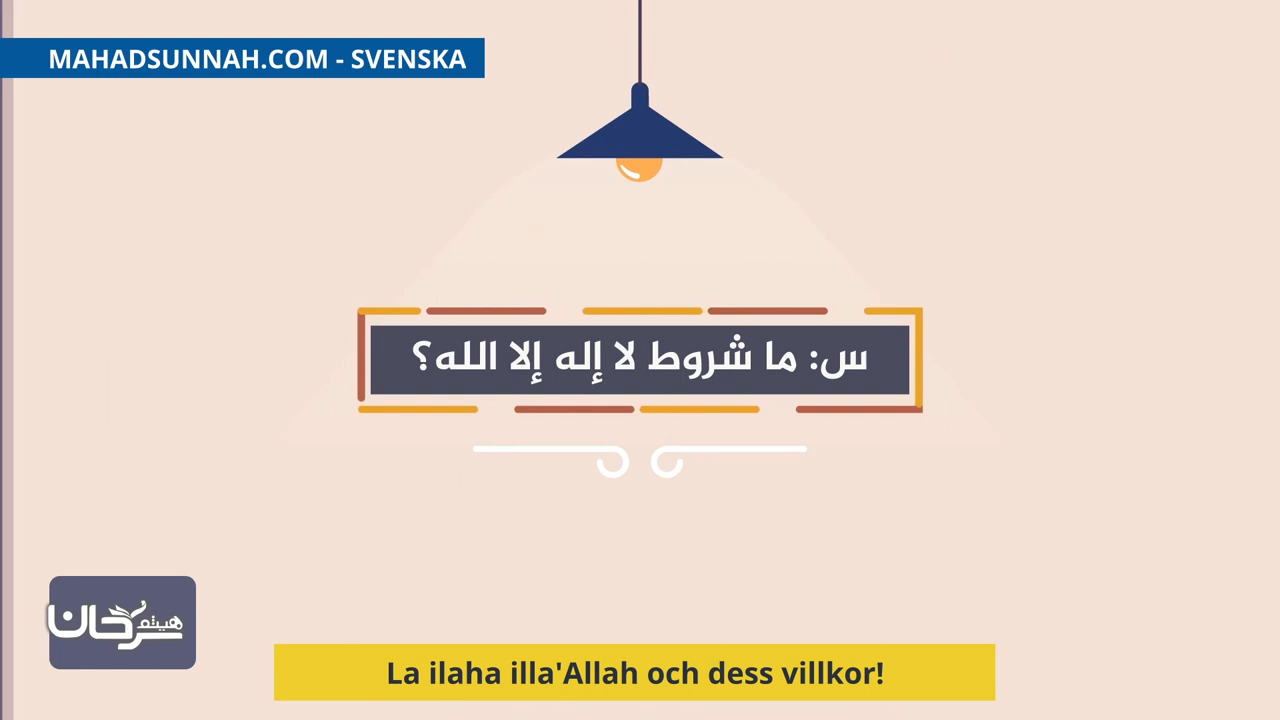 MAHADSUNNAH.COM - SVENSKA
س: ما شروط لا إله إلا الله؟
هيثم
سرحان
La ilaha illa'Allah och dess villkor!